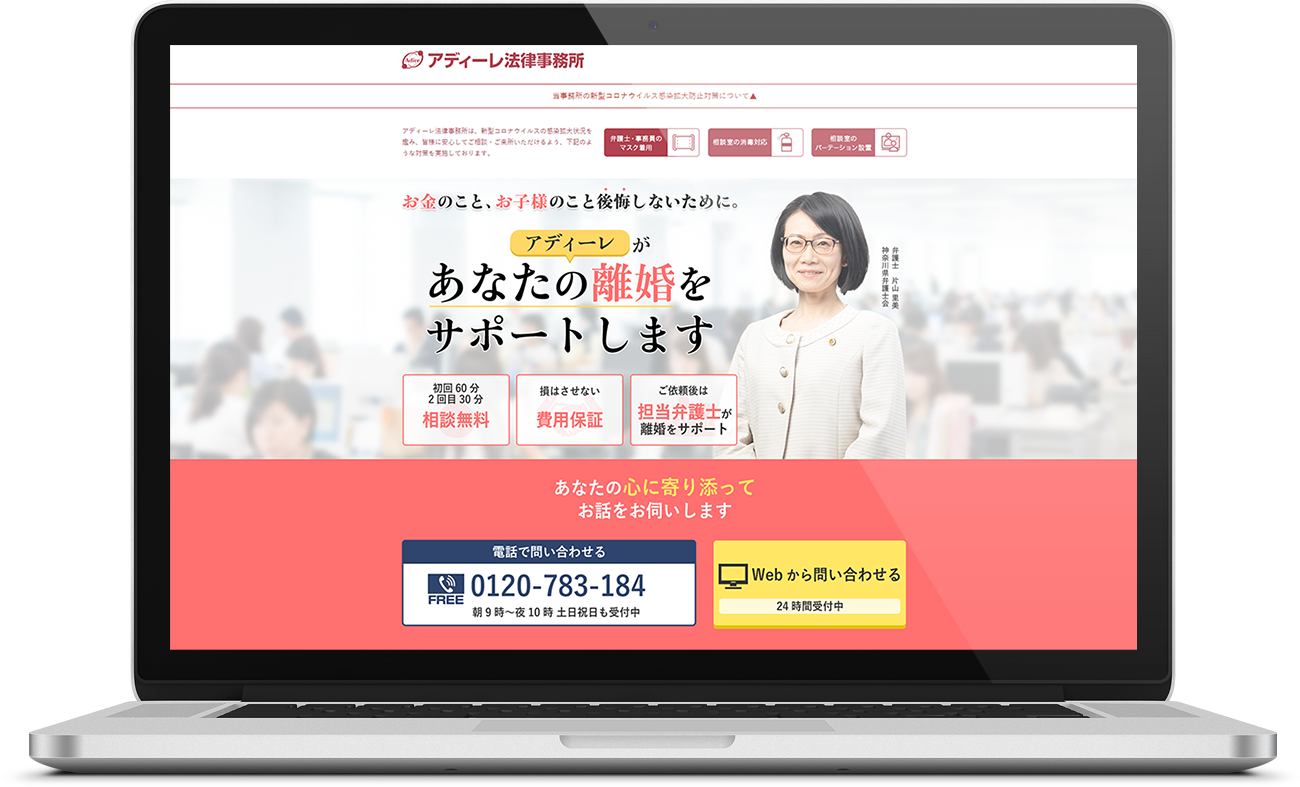 Adire
アディーレ法律事務所
当事務所の新型コロナウイルス感染拡大防止対策について▲
アディーレ法律事務所は、新型コロナウイルスの感染拡大状況を
鑑み、皆様に安心してご相談・ご来所いただけるよう、下記のよ
うな対策を実施しております。
弁護士・事務員の
マスク着用
相談室の消毒対応
相談室の
パーテーション設置
お金のこと、お子様のこと後悔しないために。
アディーレが
あなたの離婚を
サポートします
弁護士 片山 里美
神奈川県弁護士会
初回60分
2回目30分
相談無料
損はさせない
費用保証
ご依頼後は
担当弁護士が
離婚をサポート
あなたの心に寄り添って
お話をお伺いします
電話で問い合わせる
FREE
0120-783-184
朝9時～夜10時 土日祝日も受付中
Webから問い合わせる
24時間受付中